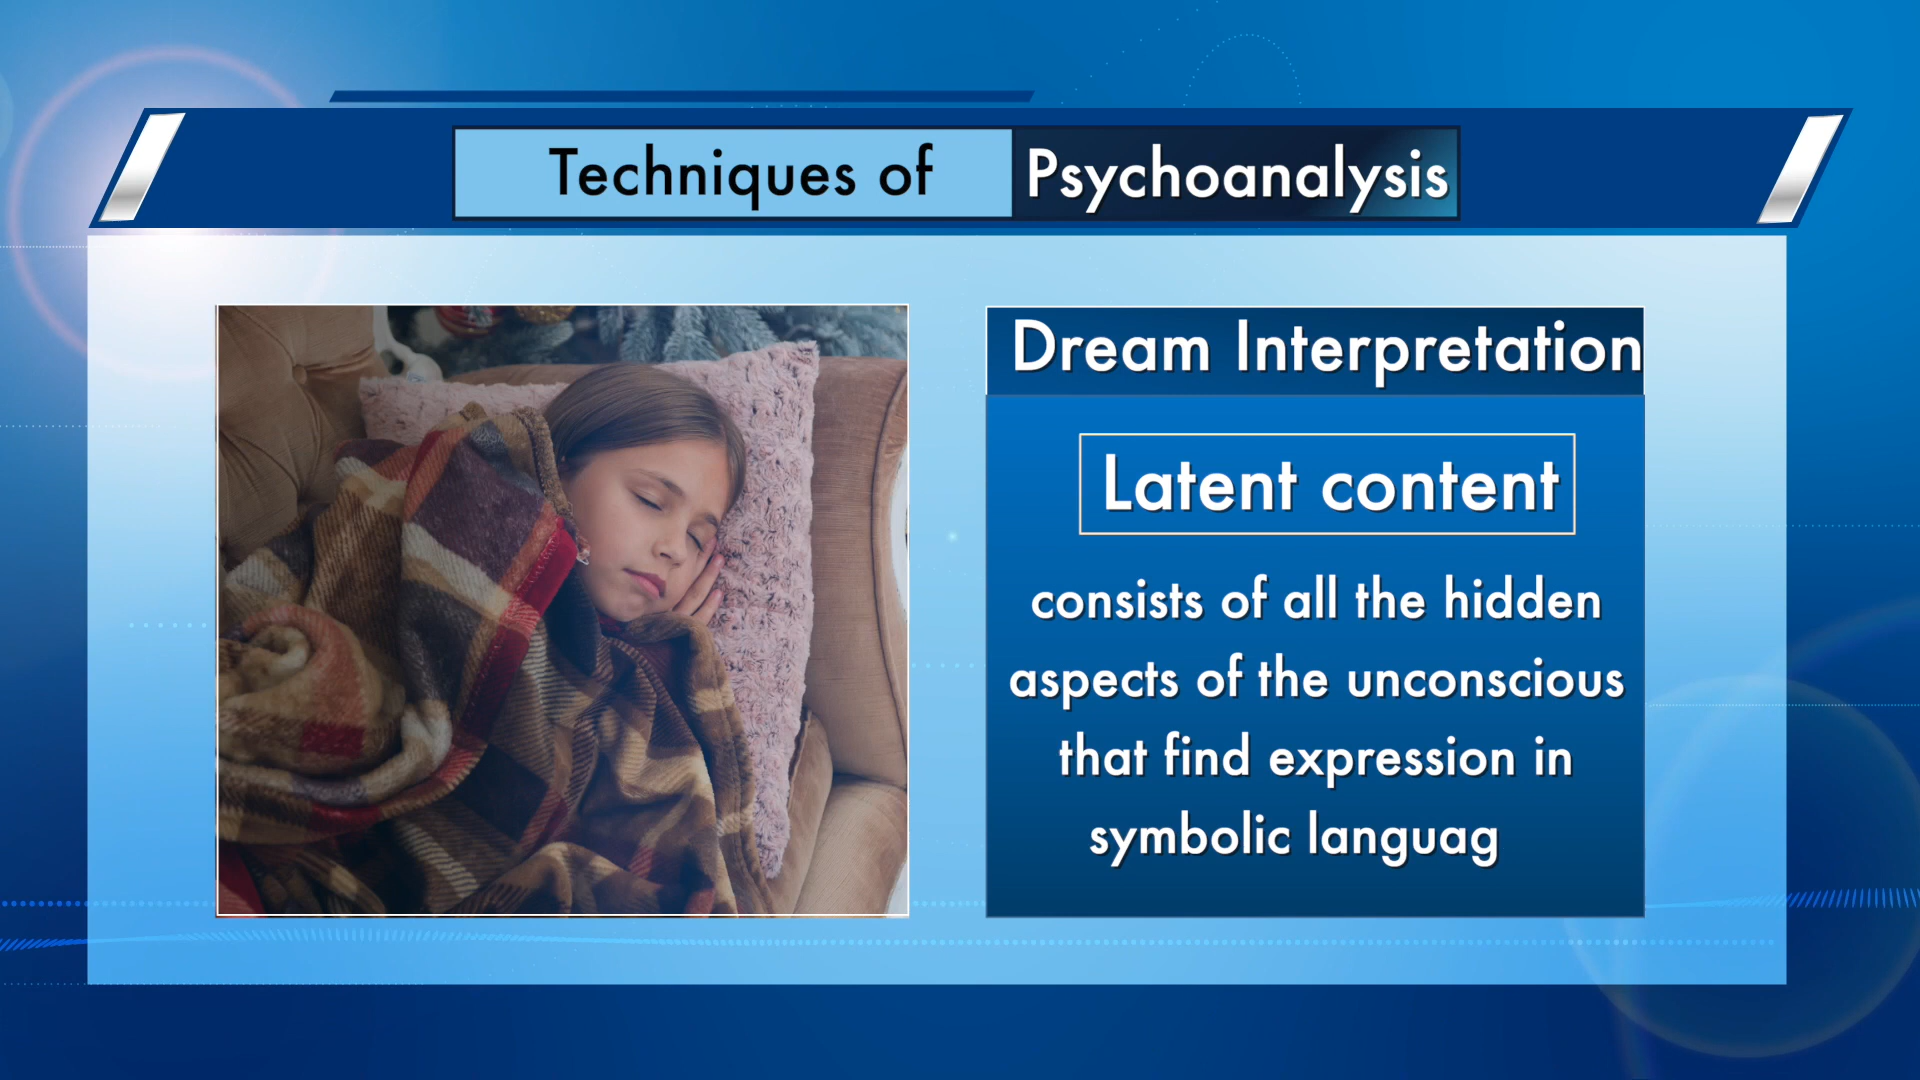 Techniques of Psychoanalysis
Dream Interpretation
Latent content
consists of all the hidden
aspects of the unconscious
that find expression in
symbolic languag